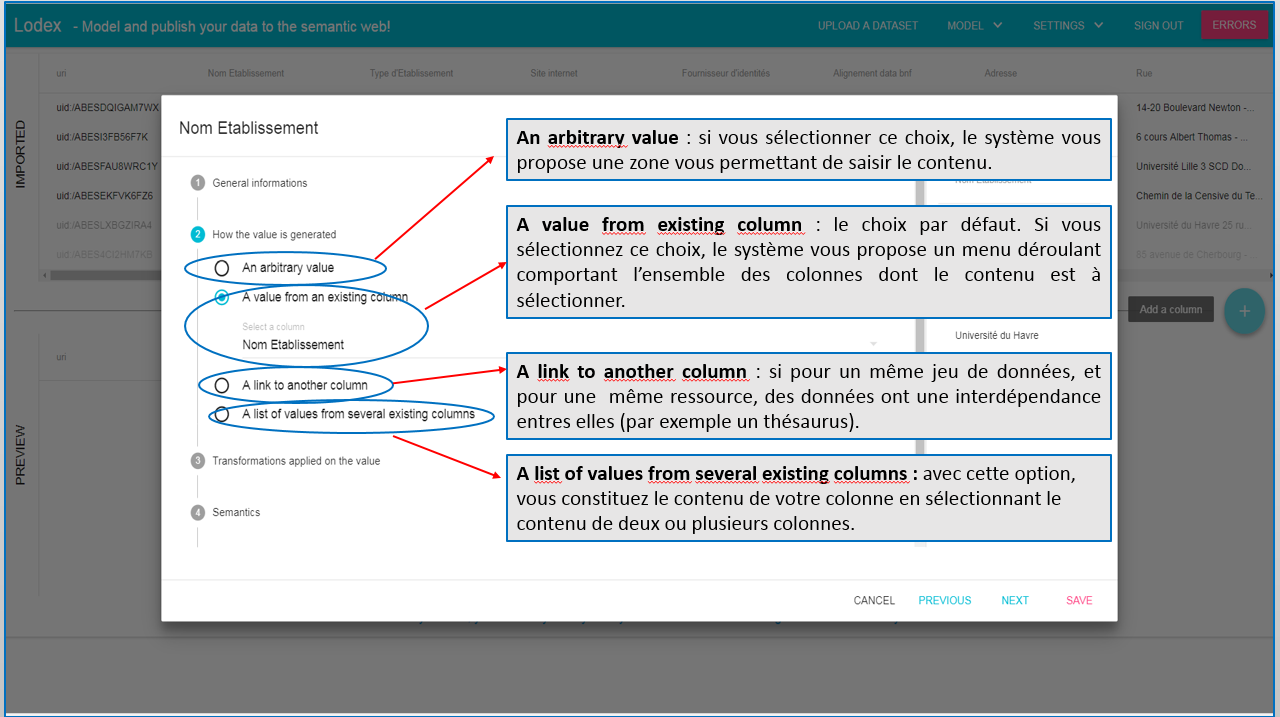 Lodex - Model and publish your data to the semantic web!
UPLOAD A DATASET
MODEL
SETTINGS
SIGN OUT
ERRORS
IMPORTED
uri
Nom Etablissement
Type d'Etablissement
Site internet
Fournisseur d'identités
Alignement data bnf
Adresse
Rue
uid:/ABESDQIGAM7WX
14-20 Boulevard Newton -...
uid:/ABESI3FB56F7K
6 cours Albert Thomas - ...
uid:/ABESFAU8WRC1Y
Université Lille 3 SCD Do...
uid:/ABESEKFVK6FZ6
Chemin de la Censive du Te...
uid:/ABESLXBGZIRA4
Université du Havre 25 ru...
uid:/ABES4CI2HM7KB
65 avenue de Cherbourg -
Add a column
PREVIEW
uri
Nom Etablissement
1 General informations
2 How the value is generated
An arbitrary value
A value from an existing column
Select a column
Nom Etablissement
A link to another column
A list of values from several existing columns
3 Transformations applied on the value
4 Semantics
Nom Etablissement
Université du Havre
An arbitrary value : si vous sélectionner ce choix, le système vous
propose une zone vous permettant de saisir le contenu.
A value from existing column : le choix par défaut. Si vous
sélectionnez ce choix, le système vous propose un menu déroulant
comportant l’ensemble des colonnes dont le contenu est à
sélectionner.
A link to another column : si pour un même jeu de données, et
pour une même ressource, des données ont une interdépendance
entres elles (par exemple un thésaurus).
A list of values from several existing columns : avec cette option,
vous constituez le contenu de votre colonne en sélectionnant le
contenu de deux ou plusieurs colonnes.
CANCEL
PREVIOUS
NEXT
SAVE